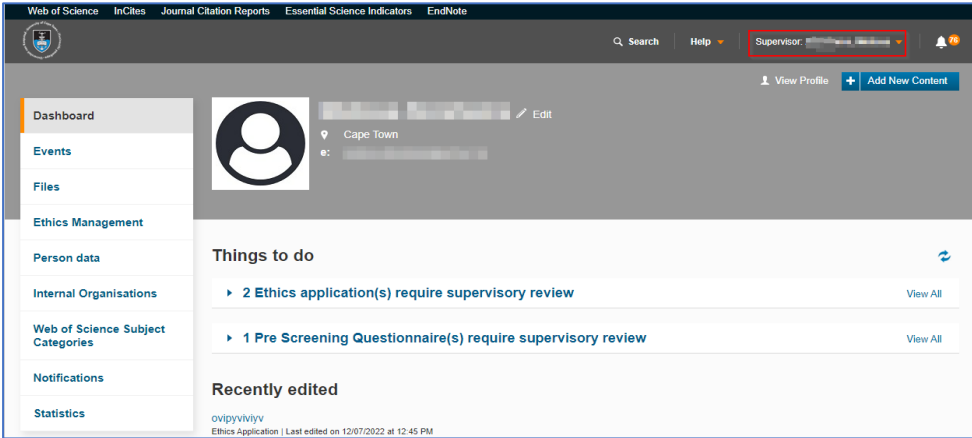 Web of Science InCites Journal Citation Reports Essential Science Indicators EndNote
Search Help Supervisor: 76
View Profile + Add New Content
Dashboard
Events
Files
Ethics Management
Person data
Internal Organisations
Web of Science Subject
Categories
Notifications
Statistics
Edit
Cape Town
e:
Things to do
2 Ethics application(s) require supervisory review View All
1 Pre Screening Questionnaire(s) require supervisory review View All
Recently edited
ovipyviviyv
Ethics Application | Last edited on 12/07/2022 at 12:45 PM